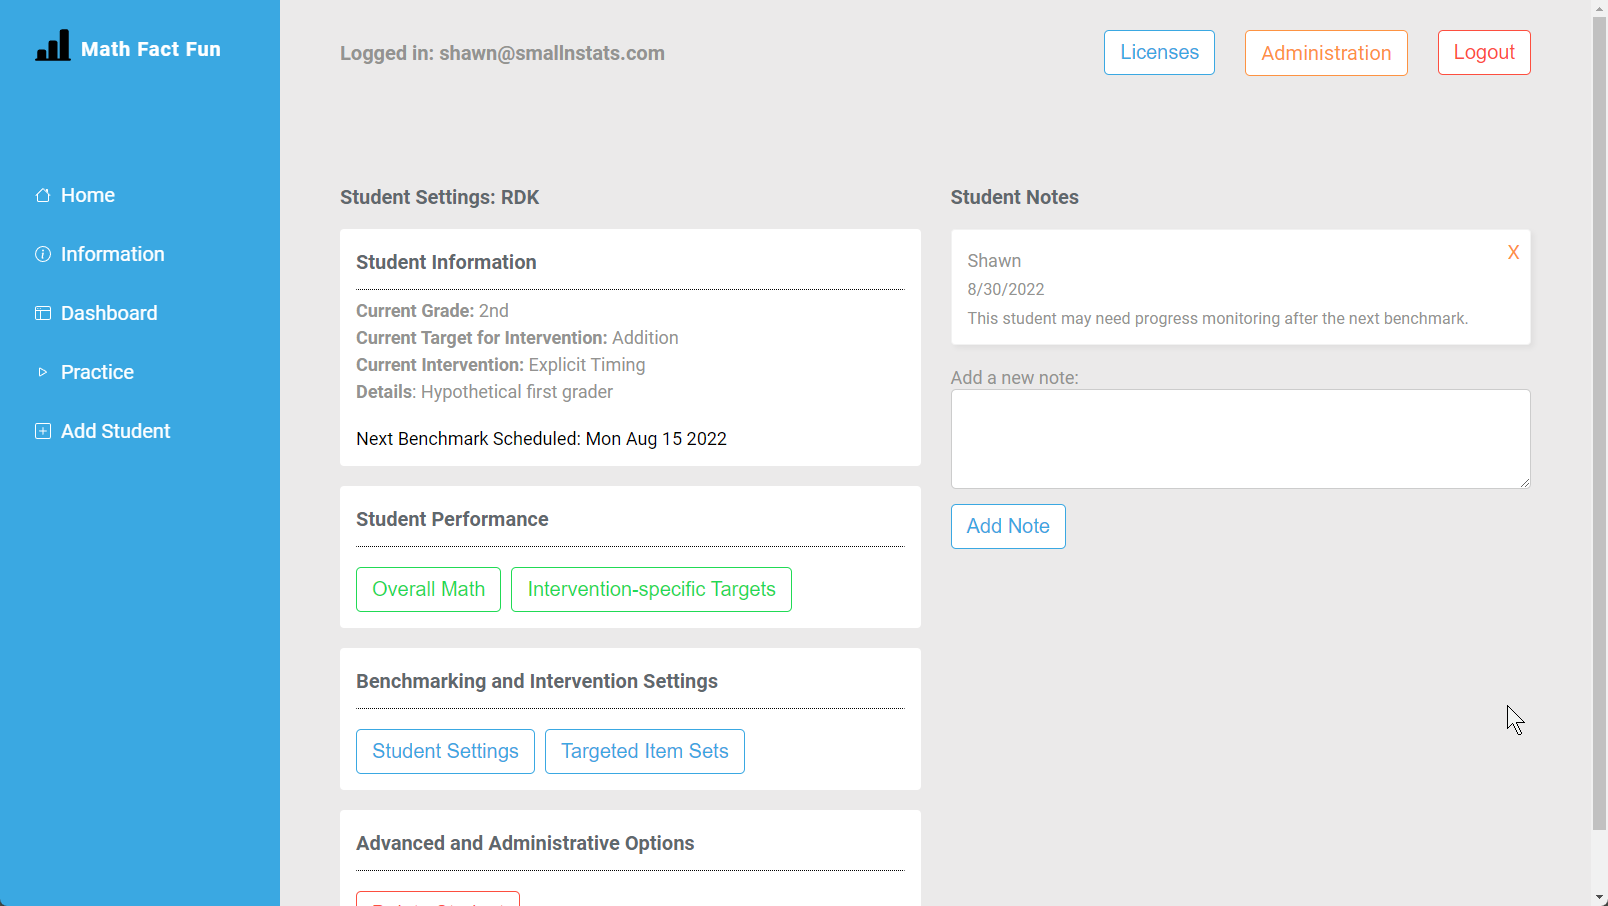 Math Fact Fun
Logged in: shawn@smallnstats.com
Licenses
Administration
Logout
Home
Information
Dashboard
Practice
Add Student
Student Settings: RDK
Student Information
Current Grade: 2nd
Current Target for Intervention: Addition
Current Intervention: Explicit Timing
Details: Hypothetical first grader
Next Benchmark Scheduled: Mon Aug 15 2022
Student Performance
Overall Math
Intervention-specific Targets
Benchmarking and Intervention Settings
Student Settings
Targeted Item Sets
Advanced and Administrative Options
Student Notes
X
Shawn
8/30/2022
This student may need progress monitoring after the next benchmark.
Add a new note:
Add Note